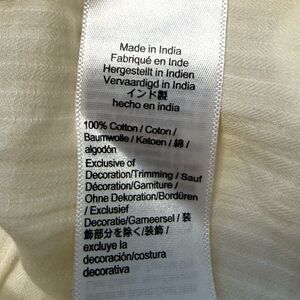 Made in India
Fabriqué en Inde
Hergestellt in Indien
Vervaardigd in India
インド製
hecho en india
100% Cotton / Coton /
Baumwolle / Katoen / 綿 /
algodón
Exclusive of
Decoration/Trimming / Sauf
Décoration/Garniture /
Ohne Dekoration/Bordüren
/ Exclusief
Decoratie/Gameersel / 装
飾部分を除く/装飾 /
excluye la
decoración/costura
decorativa